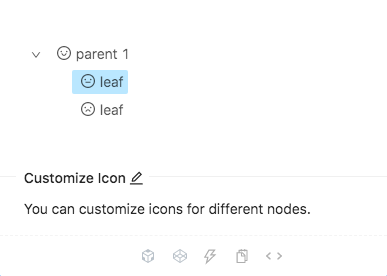 parent 1
leaf
leaf
Customize Icon
You can customize icons for different nodes.